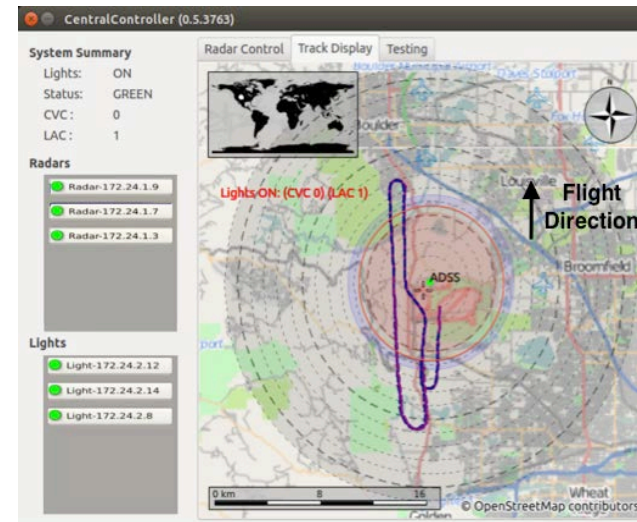 CentralController (0.5.3763)
System Summary
Lights: ON
Status: GREEN
CVC : 0
LAC : 1
Radars
Radar-172.24.1.9
Radar-172.24.1.7
Radar-172.24.1.3
Lights
Light-172.24.2.12
Light-172.24.2.14
Light-172.24.2.8
Radar Control Track Display Testing
Boulder
Louisville
Lights ON: (CVC 0) (LAC 1)
Flight
Direction
ADSS
Broomfield
port
0 km 8 16
Wheat
Golden
© OpenStreetMap contributors